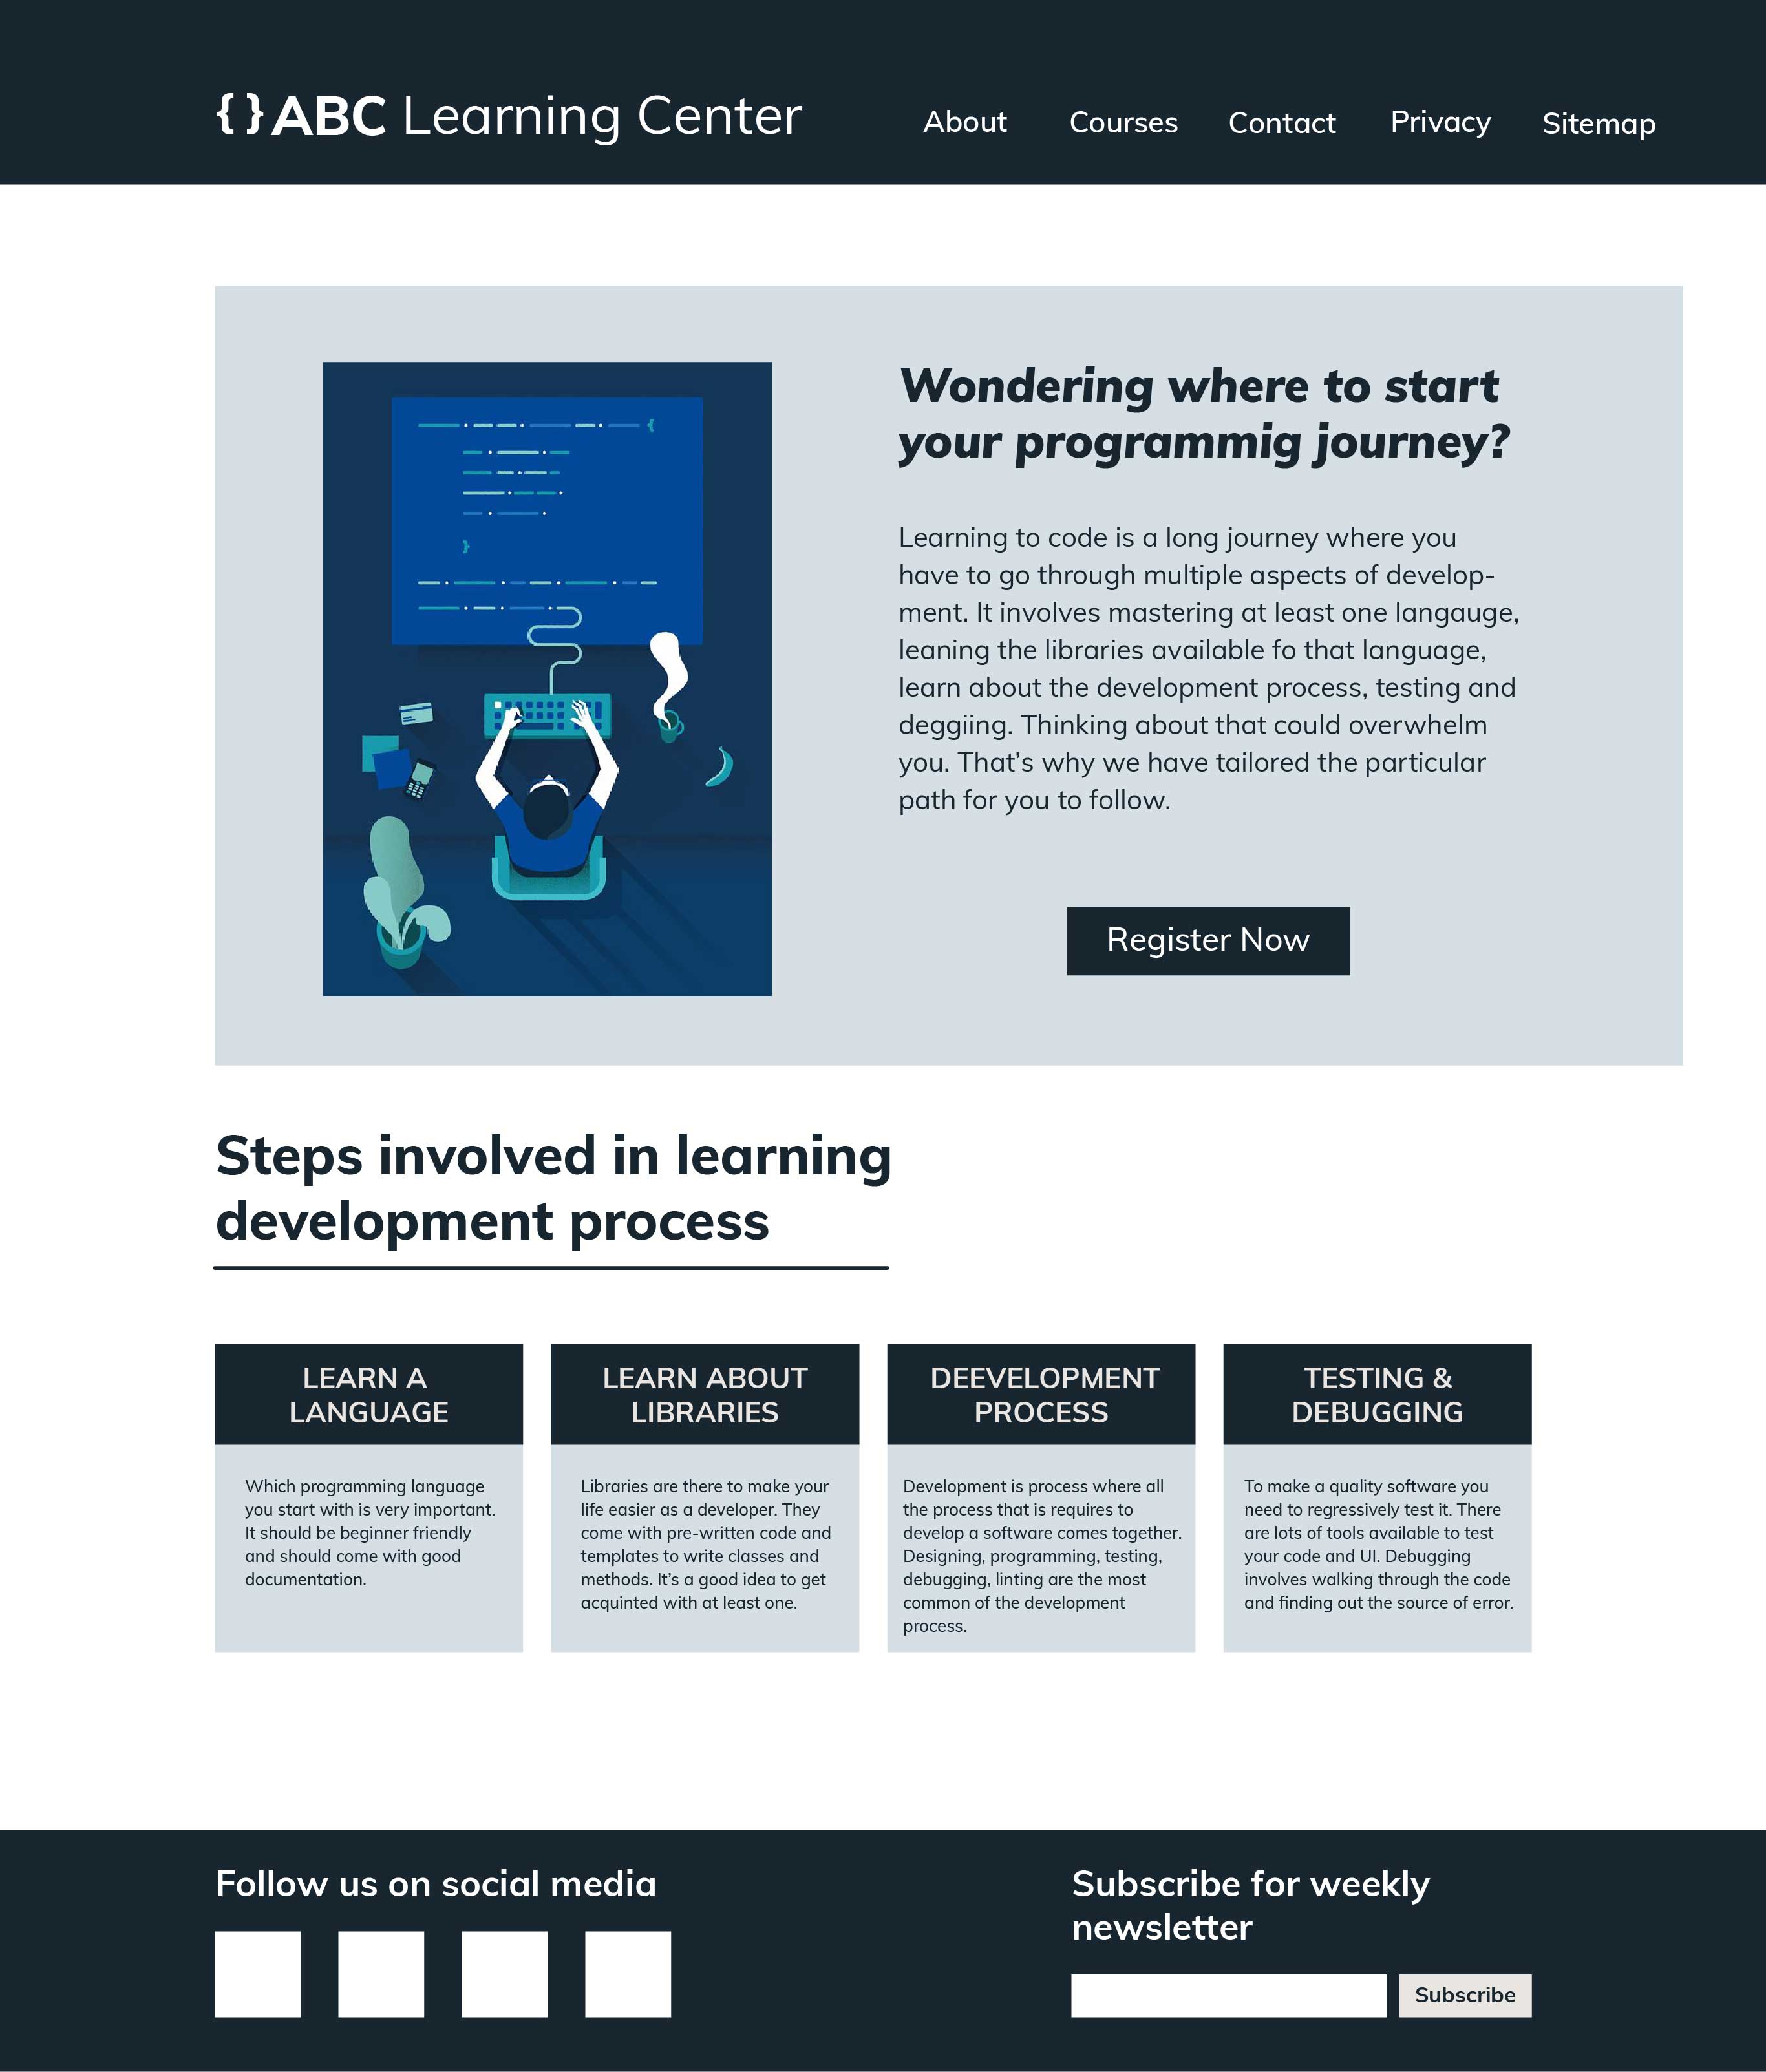 { } ABC Learning Center
About Courses Contact Privacy Sitemap
Wondering where to start
your programmig journey?
Learning to code is a long journey where you
have to go through multiple aspects of develop-
ment. It involves mastering at least one langauge,
leaning the libraries available fo that language,
learn about the development process, testing and
deggiing. Thinking about that could overwhelm
you. That’s why we have tailored the particular
path for you to follow.
Register Now
Steps involved in learning
development process
LEARN A
LANGUAGE
Which programming language
you start with is very important.
It should be beginner friendly
and should come with good
documentation.
LEARN ABOUT
LIBRARIES
Libraries are there to make your
life easier as a developer. They
come with pre-written code and
templates to write classes and
methods. It’s a good idea to get
acquinted with at least one.
DEEVELOPMENT
PROCESS
Development is process where all
the process that is requires to
develop a software comes together.
Designing, programming, testing,
debugging, linting are the most
common of the development
process.
TESTING &
DEBUGGING
To make a quality software you
need to regressively test it. There
are lots of tools available to test
your code and UI. Debugging
involves walking through the code
and finding out the source of error.
Follow us on social media
Subscribe for weekly
newsletter
Subscribe